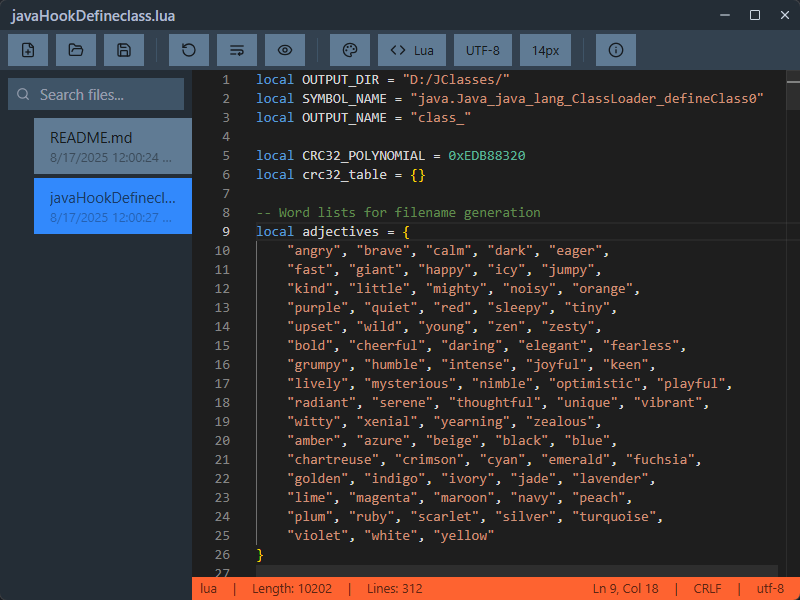 javaHookDefineclass.lua
Lua
UTF-8
14px
Search files...
README.md
8/17/2025 12:00:24 ...
javaHookDefinecl...
8/17/2025 12:00:27 ...
1 local OUTPUT_DIR = "D:/JClasses/"
2 local SYMBOL_NAME = "java.Java_java_lang_ClassLoader_defineClass0"
3 local OUTPUT_NAME = "class_"
4
5 local CRC32_POLYNOMIAL = 0xEDB88320
6 local crc32_table = {}
7
8 -- Word lists for filename generation
9 local adjectives = {
10 "angry", "brave", "calm", "dark", "eager",
11 "fast", "giant", "happy", "icy", "jumpy",
12 "kind", "little", "mighty", "noisy", "orange",
13 "purple", "quiet", "red", "sleepy", "tiny",
14 "upset", "wild", "young", "zen", "zesty",
15 "bold", "cheerful", "daring", "elegant", "fearless",
16 "grumpy", "humble", "intense", "joyful", "keen",
17 "lively", "mysterious", "nimble", "optimistic", "playful",
18 "radiant", "serene", "thoughtful", "unique", "vibrant",
19 "witty", "xenial", "yearning", "zealous",
20 "amber", "azure", "beige", "black", "blue",
21 "chartreuse", "crimson", "cyan", "emerald", "fuchsia",
22 "golden", "indigo", "ivory", "jade", "lavender",
23 "lime", "magenta", "maroon", "navy", "peach",
24 "plum", "ruby", "scarlet", "silver", "turquoise",
25 "violet", "white", "yellow"
26 }
27
lua | Length: 10202 | Lines: 312 Ln 9, Col 18 | CRLF | utf-8